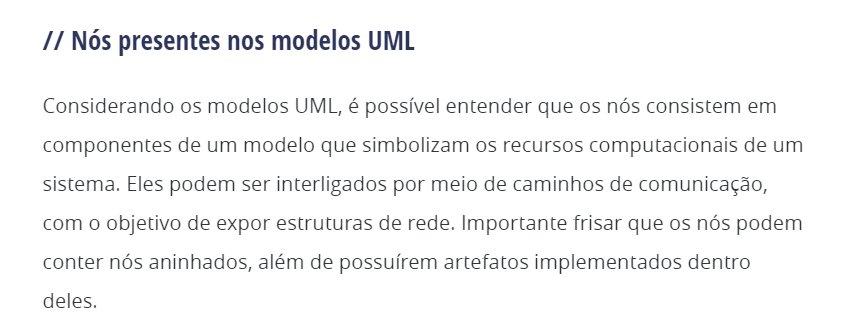 // Nós presentes nos modelos UML
Considerando os modelos UML, é possível entender que os nós consistem em
componentes de um modelo que simbolizam os recursos computacionais de um
sistema. Eles podem ser interligados por meio de caminhos de comunicação,
com o objetivo de expor estruturas de rede. Importante frisar que os nós podem
conter nós aninhados, além de possuírem artefatos implementados dentro
deles.